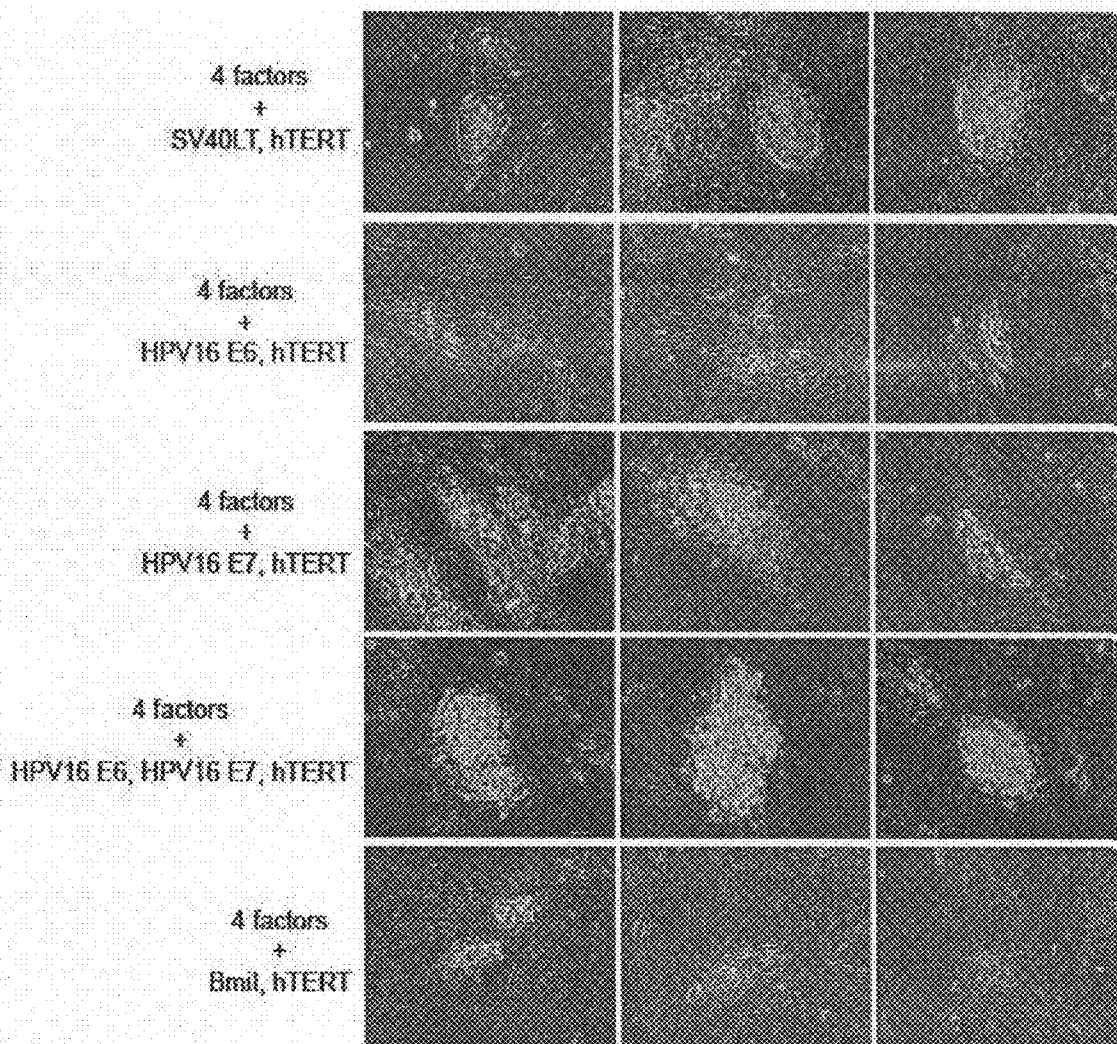 4 factors
+
SV40LT, hTERT
4 factors
+
HPV16 E6, hTERT
4 factors
+
HPV16 E7, hTERT
4 factors
+
HPV16 E6, HPV16 E7, hTERT
4 factors
+
Bmil, hTERT